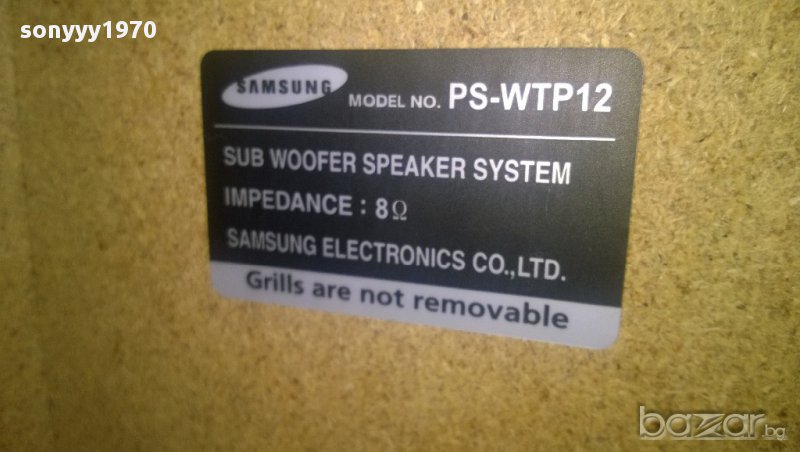 sonyyy1970
SAMSUNG MODEL NO. PS-WTP12
SUB WOOFER SPEAKER SYSTEM
IMPEDANCE : 8Ω
SAMSUNG ELECTRONICS CO.,LTD.
Grills are not removable
bazar.bg